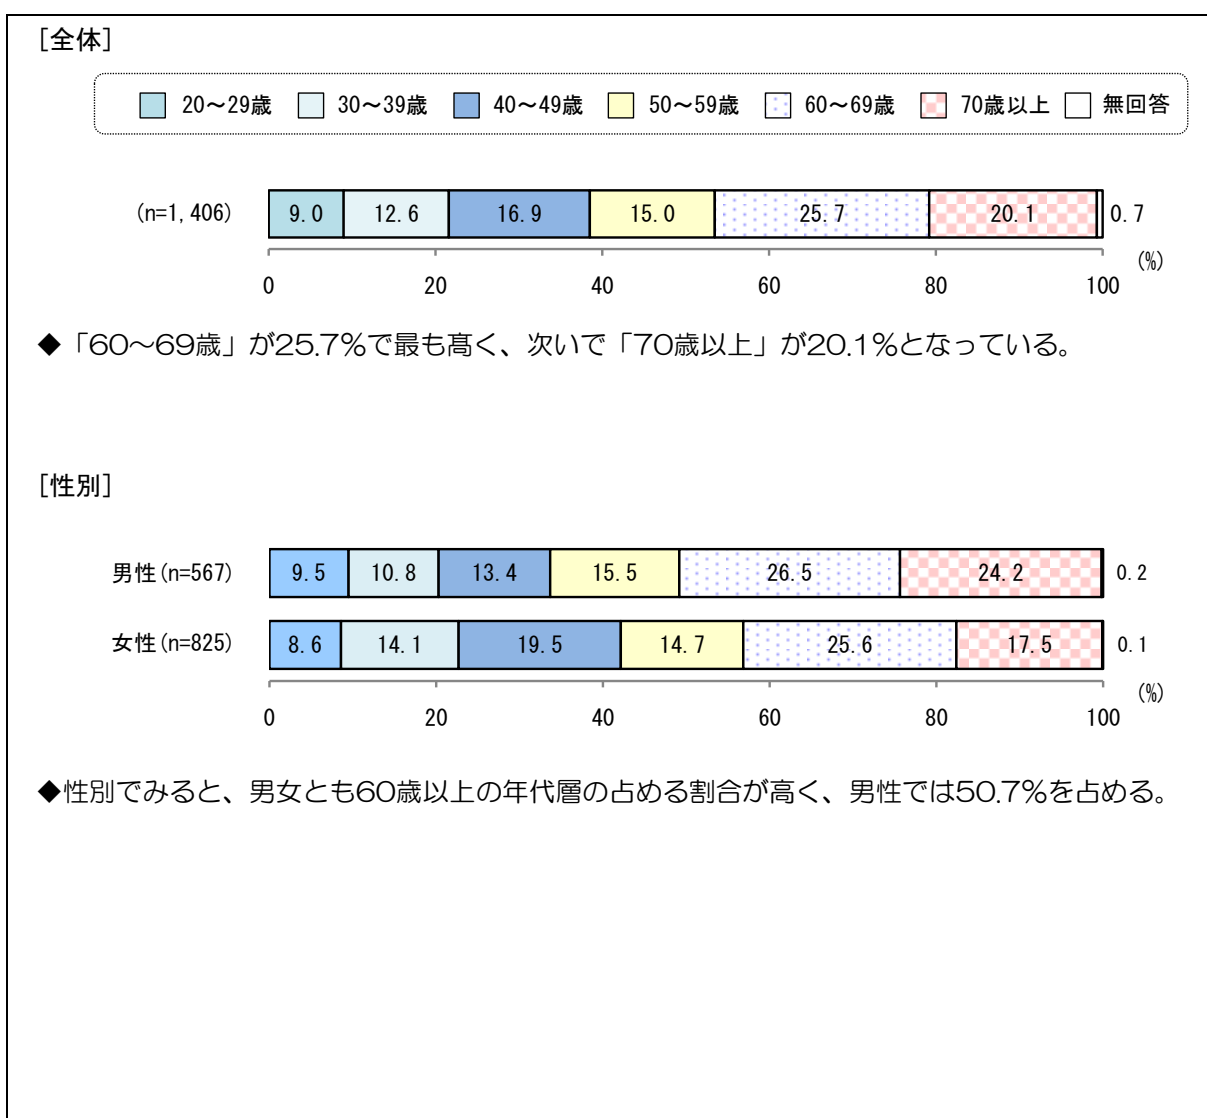 [全体]
20～29歳 30～39歳 40～49歳 50～59歳 60～69歳 70歳以上 無回答
(n=1,406) 9.0 12.6 16.9 15.0 25.7 20.1 0.7
(%)
0 20 40 60 80 100
◆「60～69歳」が25.7%で最も高く、次いで「70歳以上」が20.1%となっている。
[性別]
男性(n=567) 9.5 10.8 13.4 15.5 26.5 24.2 0.2
女性(n=825) 8.6 14.1 19.5 14.7 25.6 17.5 0.1
(%)
0 20 40 60 80 100
◆性別でみると、男女とも60歳以上の年代層の占める割合が高く、男性では50.7%を占める。